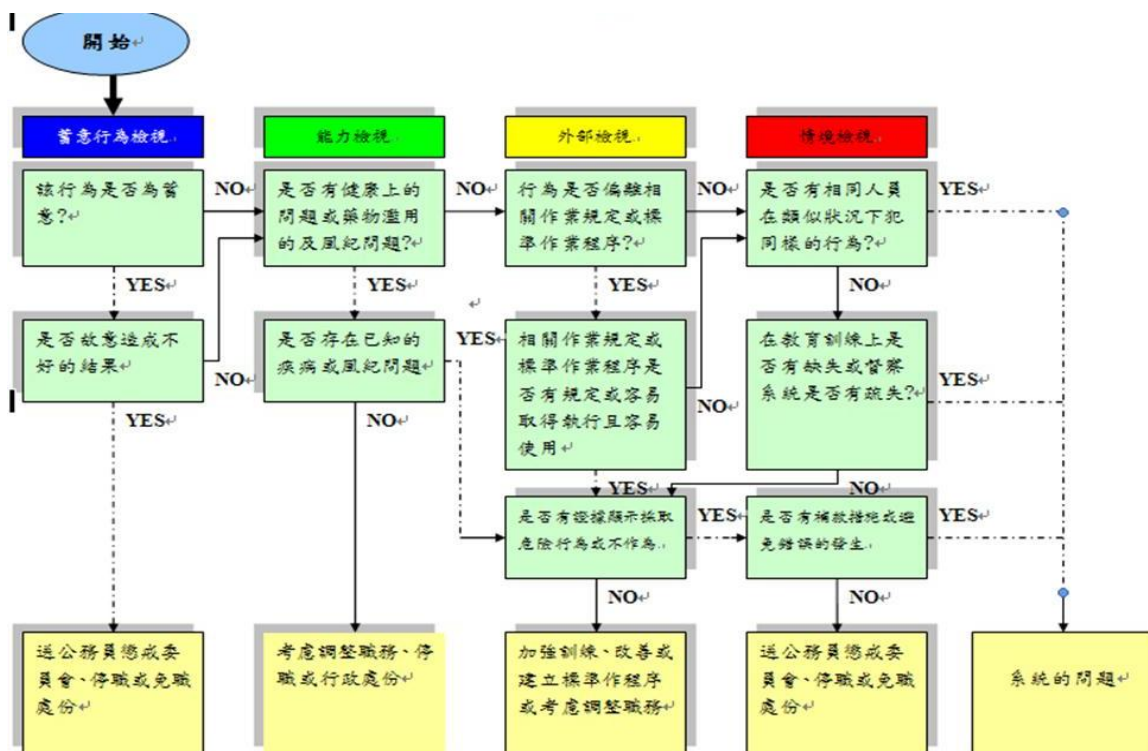 開始
蓄意行為檢視
能力檢視
外部檢視
情境檢視
該行為是否為蓄
意?
NO
是否有健康上的
問題或藥物濫用
的及風紀問題?
NO
行為是否偏離相
關作業規定或標
準作業程序?
NO
是否有相同人員
在類似狀況下犯
同樣的行為?
YES
YES
YES
YES
NO
是否故意造成不
好的結果
NO
是否存在已知的
疾病或風紀問題
YES
相關作業規定或
標準作業程序是
否有規定或容易
取得執行且容易
使用
NO
在教育訓練上是
否有缺失或督察
系統是否有疏失?
YES
YES
NO
YES
NO
是否有證據顯示採取
危險行為或不作為
YES
是否有補救措施或避
免錯誤的發生
YES
NO
NO
送公務員懲戒委
員會、停職或免職
處份
考慮調整職務、停
職或行政處份
加強訓練、改善或
建立標準作程序
或考慮調整職務
送公務員懲戒委
員會、停職或免職
處份
系統的問題